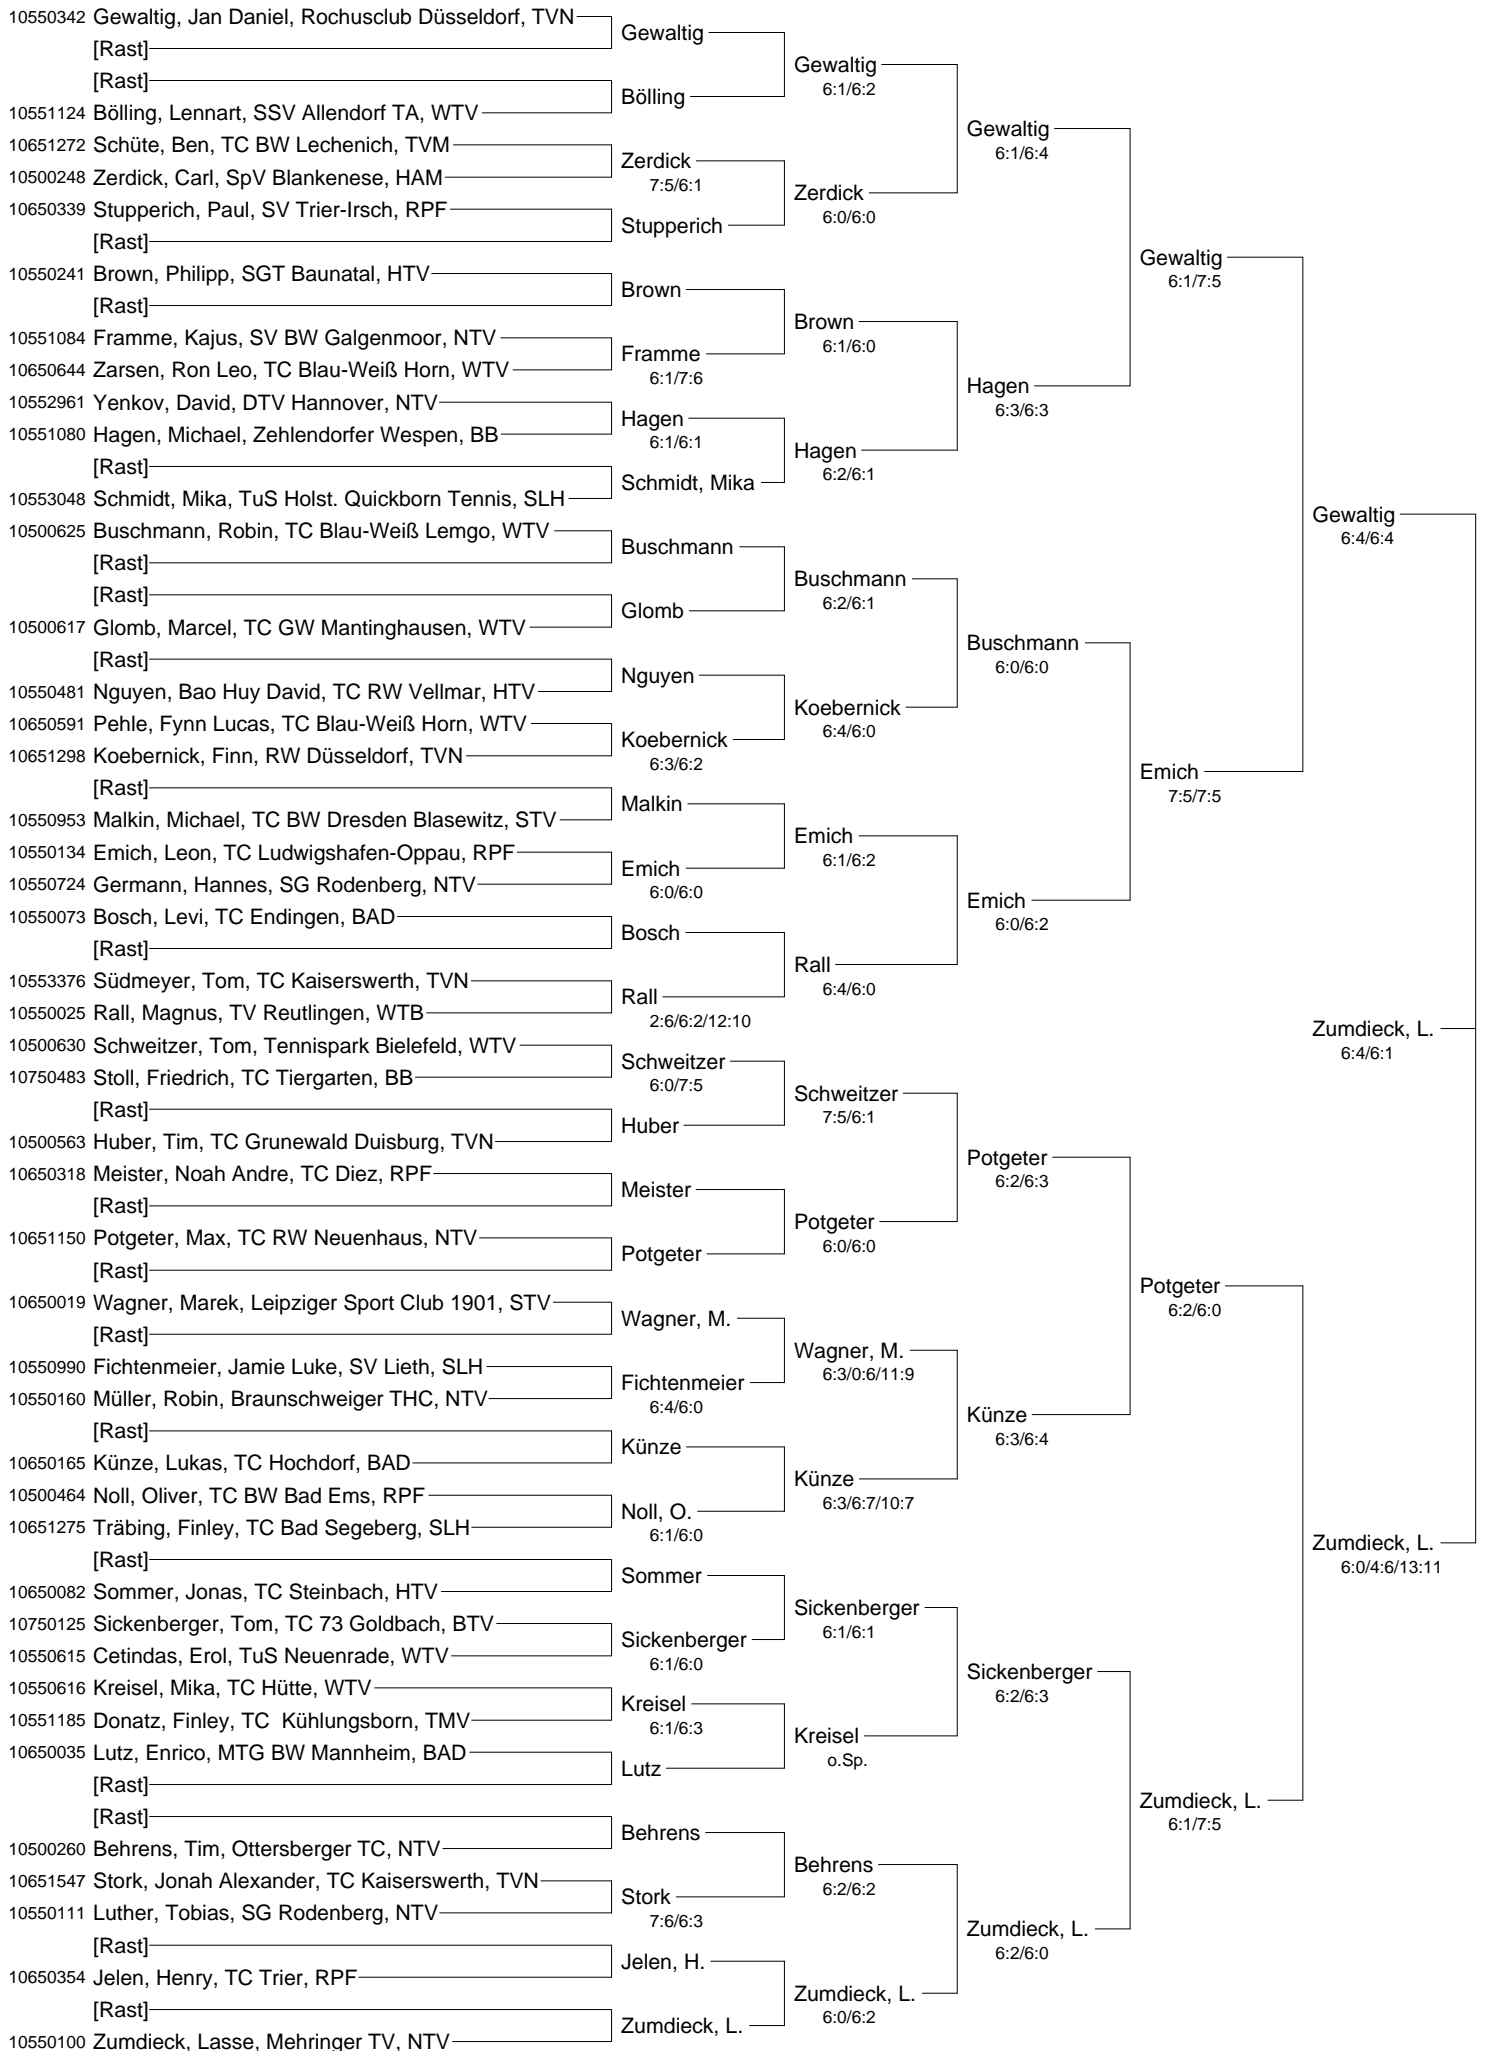 10550342 Gewaltig, Jan Daniel, Rochusclub Düsseldorf, TVN
[Rast]
[Rast]
10551124 Bölling, Lennart, SSV Allendorf TA, WTV
10651272 Schüte, Ben, TC BW Lechenich, TVM
10500248 Zerdick, Carl, SpV Blankenese, HAM
10650339 Stupperich, Paul, SV Trier-Irsch, RPF
[Rast]
10550241 Brown, Philipp, SGT Baunatal, HTV
[Rast]
10551084 Framme, Kajus, SV BW Galgenmoor, NTV
10650644 Zarsen, Ron Leo, TC Blau-Weiß Horn, WTV
10552961 Yenkov, David, DTV Hannover, NTV
10551080 Hagen, Michael, Zehlendorfer Wespen, BB
[Rast]
10553048 Schmidt, Mika, TuS Holst. Quickborn Tennis, SLH
10500625 Buschmann, Robin, TC Blau-Weiß Lemgo, WTV
[Rast]
[Rast]
10500617 Glomb, Marcel, TC GW Mantinghausen, WTV
[Rast]
10550481 Nguyen, Bao Huy David, TC RW Vellmar, HTV
10650591 Pehle, Fynn Lucas, TC Blau-Weiß Horn, WTV
10651298 Koebernick, Finn, RW Düsseldorf, TVN
[Rast]
10550953 Malkin, Michael, TC BW Dresden Blasewitz, STV
10550134 Emich, Leon, TC Ludwigshafen-Oppau, RPF
10550724 Germann, Hannes, SG Rodenberg, NTV
10550073 Bosch, Levi, TC Endingen, BAD
[Rast]
10553376 Südmeyer, Tom, TC Kaiserswerth, TVN
10550025 Rall, Magnus, TV Reutlingen, WTB
10500630 Schweitzer, Tom, Tennispark Bielefeld, WTV
10750483 Stoll, Friedrich, TC Tiergarten, BB
[Rast]
10500563 Huber, Tim, TC Grunewald Duisburg, TVN
10650318 Meister, Noah Andre, TC Diez, RPF
[Rast]
10651150 Potgeter, Max, TC RW Neuenhaus, NTV
[Rast]
10650019 Wagner, Marek, Leipziger Sport Club 1901, STV
[Rast]
10550990 Fichtenmeier, Jamie Luke, SV Lieth, SLH
10550160 Müller, Robin, Braunschweiger THC, NTV
[Rast]
10650165 Künze, Lukas, TC Hochdorf, BAD
10500464 Noll, Oliver, TC BW Bad Ems, RPF
10651275 Träbing, Finley, TC Bad Segeberg, SLH
[Rast]
10650082 Sommer, Jonas, TC Steinbach, HTV
10750125 Sickenberger, Tom, TC 73 Goldbach, BTV
10550615 Cetindas, Erol, TuS Neuenrade, WTV
10550616 Kreisel, Mika, TC Hütte, WTV
10551185 Donatz, Finley, TC  Kühlungsborn, TMV
10650035 Lutz, Enrico, MTG BW Mannheim, BAD
[Rast]
[Rast]
10500260 Behrens, Tim, Ottersberger TC, NTV
10651547 Stork, Jonah Alexander, TC Kaiserswerth, TVN
10550111 Luther, Tobias, SG Rodenberg, NTV
[Rast]
10650354 Jelen, Henry, TC Trier, RPF
[Rast]
10550100 Zumdieck, Lasse, Mehringer TV, NTV
Gewaltig
Bölling
Zerdick
7:5/6:1
Stupperich
Brown
Framme
6:1/7:6
Hagen
6:1/6:1
Schmidt, Mika
Buschmann
Glomb
Nguyen
Koebernick
6:3/6:2
Malkin
Emich
6:0/6:0
Bosch
Rall
2:6/6:2/12:10
Schweitzer
6:0/7:5
Huber
Meister
Potgeter
Wagner, M.
Fichtenmeier
6:4/6:0
Künze
Noll, O.
6:1/6:0
Sommer
Sickenberger
6:1/6:0
Kreisel
6:1/6:3
Lutz
Behrens
Stork
7:6/6:3
Jelen, H.
Zumdieck, L.
Gewaltig
6:1/6:2
Zerdick
6:0/6:0
Brown
6:1/6:0
Hagen
6:2/6:1
Buschmann
6:2/6:1
Koebernick
6:4/6:0
Emich
6:1/6:2
Rall
6:4/6:0
Schweitzer
7:5/6:1
Potgeter
6:0/6:0
Wagner, M.
6:3/0:6/11:9
Künze
6:3/6:7/10:7
Sickenberger
6:1/6:1
Kreisel
o.Sp.
Behrens
6:2/6:2
Zumdieck, L.
6:0/6:2
Gewaltig
6:1/6:4
Hagen
6:3/6:3
Buschmann
6:0/6:0
Emich
6:0/6:2
Potgeter
6:2/6:3
Künze
6:3/6:4
Sickenberger
6:2/6:3
Zumdieck, L.
6:2/6:0
Gewaltig
6:1/7:5
Emich
7:5/7:5
Potgeter
6:2/6:0
Zumdieck, L.
6:1/7:5
Gewaltig
6:4/6:4
Zumdieck, L.
6:4/6:1
Zumdieck, L.
6:0/4:6/13:11